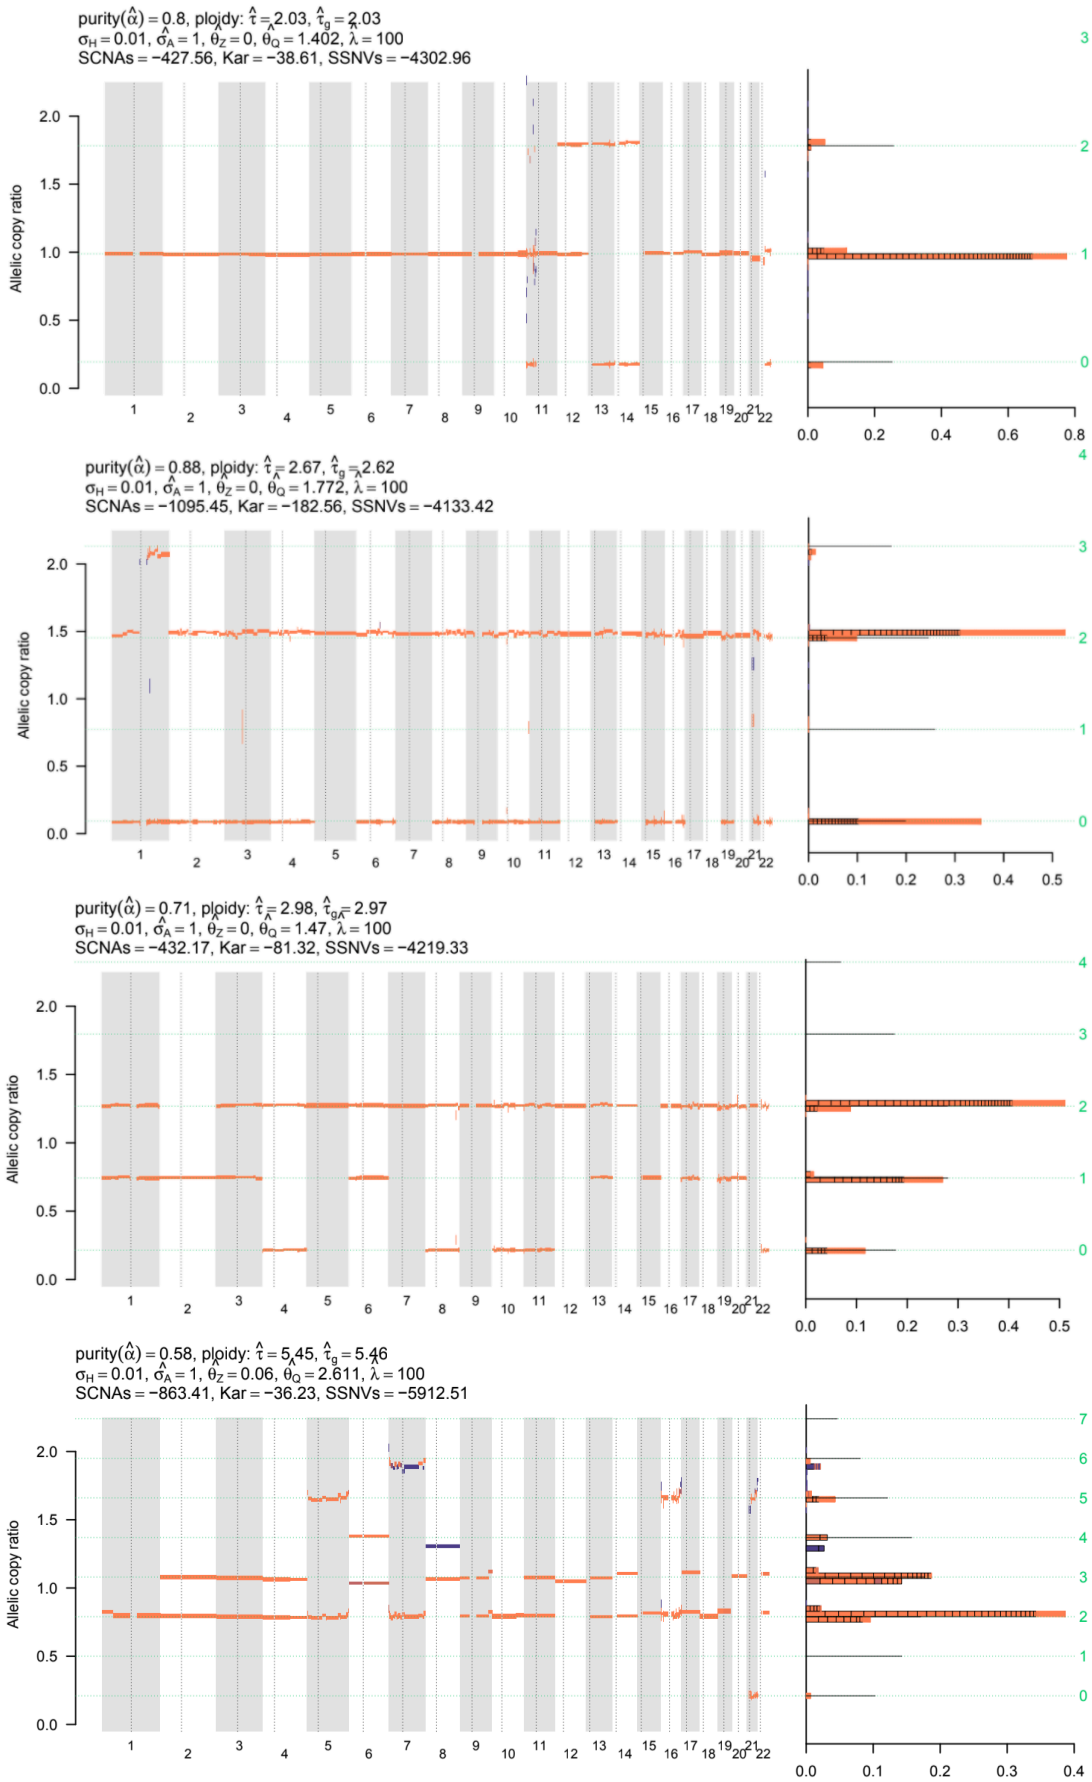 purity(α̂) = 0.8, ploidy: τ̂ = 2.03, τ̂g = 2.03
σH = 0.01, σ̂A = 1, θ̂Z = 0, θ̂Q = 1.402, λ̂ = 100
SCNAs = −427.56, Kar = −38.61, SSNVs = −4302.96
3
2.0
1.5
1.0
0.5
0.0
Allelic copy ratio
2
1
0
1 2 3 4 5 6 7 8 9 10 11 12 13 14 15 16 17 18 19 20 21 22
0.0 0.2 0.4 0.6 0.8
4
purity(α̂) = 0.88, ploidy: τ̂ = 2.67, τ̂g = 2.62
σH = 0.01, σ̂A = 1, θ̂Z = 0, θ̂Q = 1.772, λ̂ = 100
SCNAs = −1095.45, Kar = −182.56, SSNVs = −4133.42
2.0
1.5
1.0
0.5
0.0
Allelic copy ratio
3
2
1
0
1 2 3 4 5 6 7 8 9 10 11 12 13 14 15 16 17 18 19 20 21 22
0.0 0.1 0.2 0.3 0.4 0.5
purity(α̂) = 0.71, ploidy: τ̂ = 2.98, τ̂g = 2.97
σH = 0.01, σ̂A = 1, θ̂Z = 0, θ̂Q = 1.47, λ̂ = 100
SCNAs = −432.17, Kar = −81.32, SSNVs = −4219.33
2.0
1.5
1.0
0.5
0.0
Allelic copy ratio
4
3
2
1
0
1 2 3 4 5 6 7 8 9 10 11 12 13 14 15 16 17 18 19 20 21 22
0.0 0.1 0.2 0.3 0.4 0.5
purity(α̂) = 0.58, ploidy: τ̂ = 5.45, τ̂g = 5.46
σH = 0.01, σ̂A = 1, θ̂Z = 0.06, θ̂Q = 2.611, λ̂ = 100
SCNAs = −863.41, Kar = −36.23, SSNVs = −5912.51
2.0
1.5
1.0
0.5
0.0
Allelic copy ratio
7
6
5
4
3
2
1
0
1 2 3 4 5 6 7 8 9 10 11 12 13 14 15 16 17 18 19 20 21 22
0.0 0.1 0.2 0.3 0.4